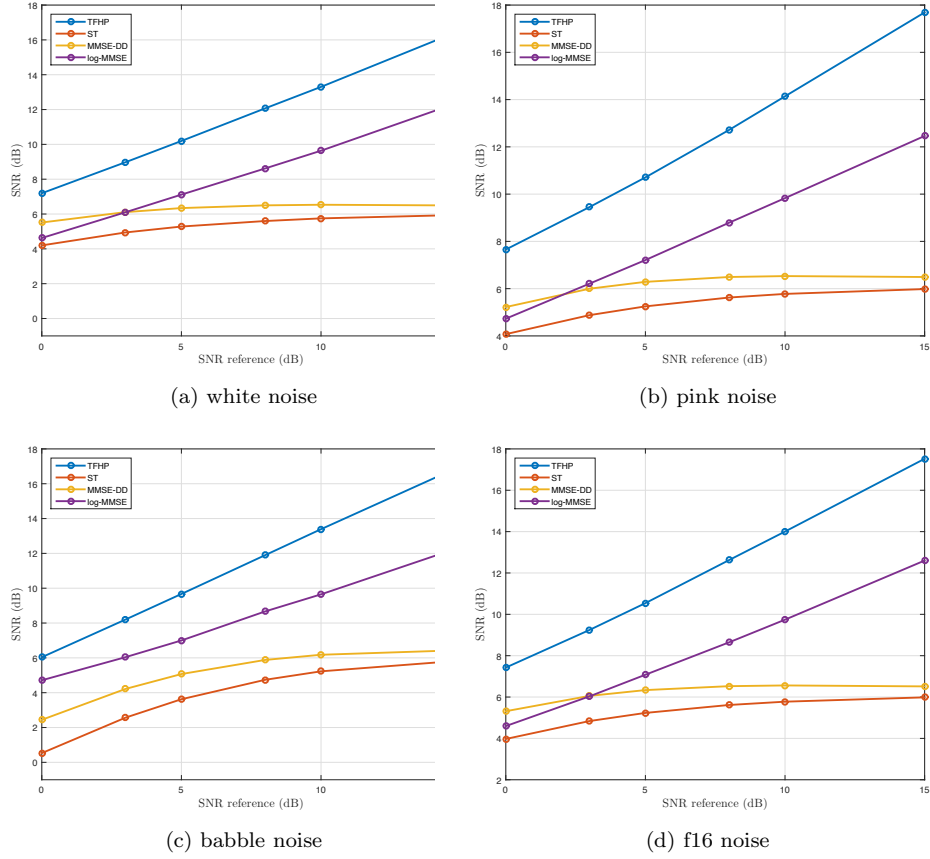 18
16
14
12
10
8
6
4
2
0
SNR (dB)
TFHP
ST
MMSE-DD
log-MMSE
0
5
10
SNR reference (dB)
(a) white noise
18
16
14
12
10
8
6
4
SNR (dB)
TFHP
ST
MMSE-DD
log-MMSE
0
5
10
15
SNR reference (dB)
(b) pink noise
18
16
14
12
10
8
6
4
2
0
SNR (dB)
TFHP
ST
MMSE-DD
log-MMSE
0
5
10
SNR reference (dB)
(c) babble noise
18
16
14
12
10
8
6
4
2
SNR (dB)
TFHP
ST
MMSE-DD
log-MMSE
0
5
10
15
SNR reference (dB)
(d) f16 noise